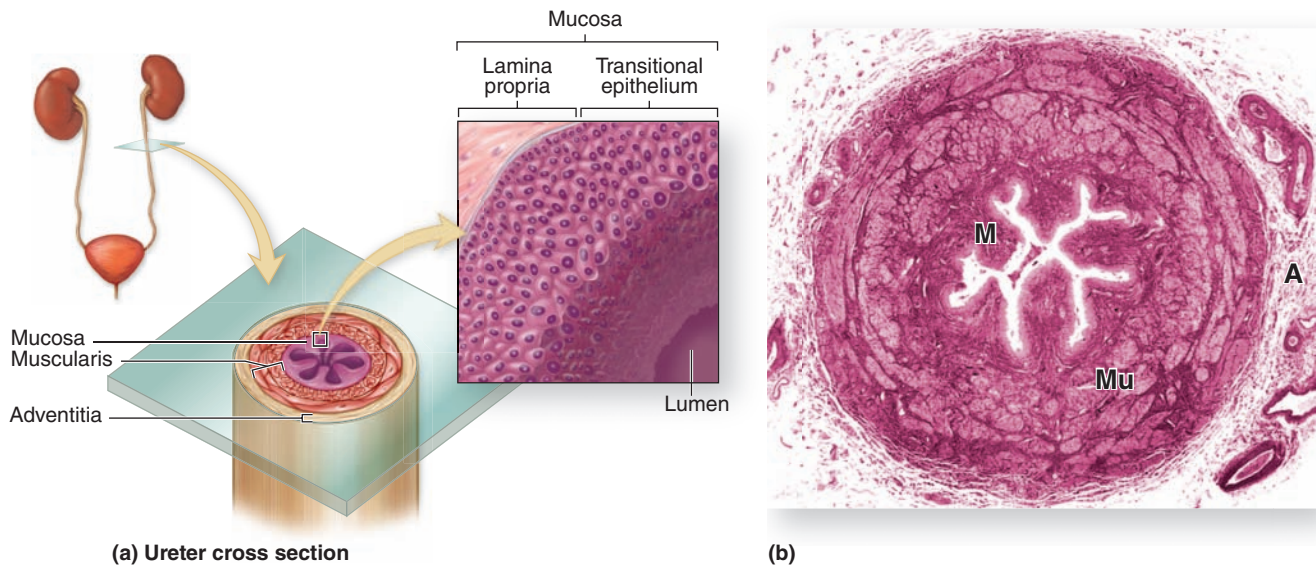 Mucosa
Lamina propria
Transitional epithelium
Mucosa
Muscularis
Adventitia
Lumen
(a) Ureter cross section
M
A
Mu
(b)